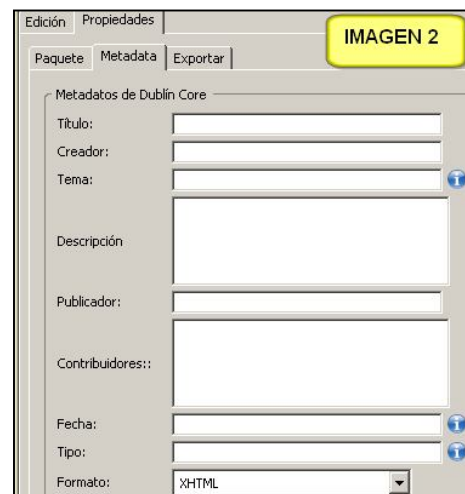 Edición Propiedades
IMAGEN 2
Paquete Metadata Exportar
Metadatos de Dublín Core
Título:
Creador:
Tema:
Descripción
Publicador:
Contribuidores::
Fecha:
Tipo:
Formato: XHTML